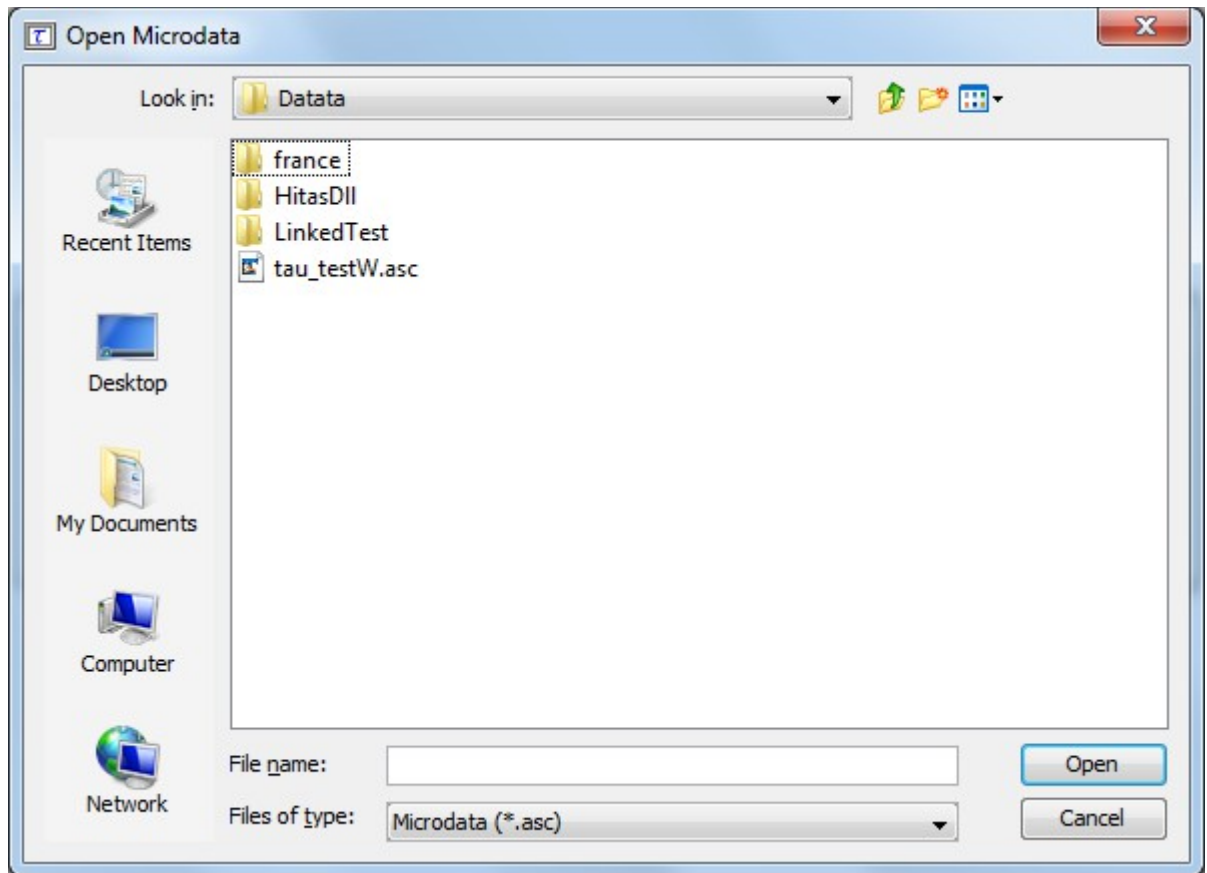 τ Open Microdata
Look in: Datata
france
HitasDll
LinkedTest
tau_testW.asc
Recent Items
Desktop
My Documents
Computer
Network
File name:
Open
Files of type: Microdata (*.asc)
Cancel